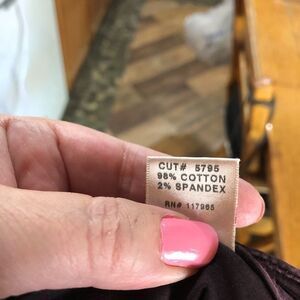 CUT# 5795
98% COTTON
2% SPANDEX
RN# 117965